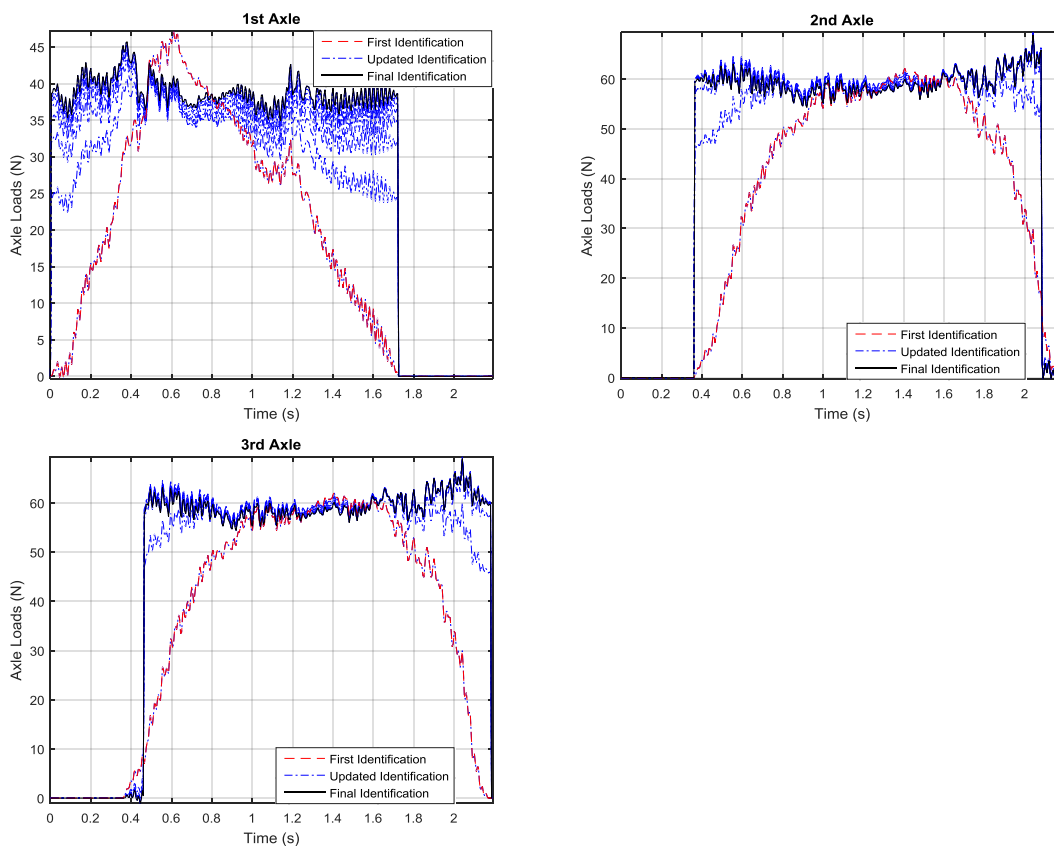 1st Axle
Axle Loads (N)
45
40
35
30
25
20
15
10
5
0
0 0.2 0.4 0.6 0.8 1 1.2 1.4 1.6 1.8 2
Time (s)
First Identification
Updated Identification
Final Identification
2nd Axle
Axle Loads (N)
60
50
40
30
20
10
0
0 0.2 0.4 0.6 0.8 1 1.2 1.4 1.6 1.8 2
Time (s)
First Identification
Updated Identification
Final Identification
3rd Axle
Axle Loads (N)
60
50
40
30
20
10
0
0 0.2 0.4 0.6 0.8 1 1.2 1.4 1.6 1.8 2
Time (s)
First Identification
Updated Identification
Final Identification